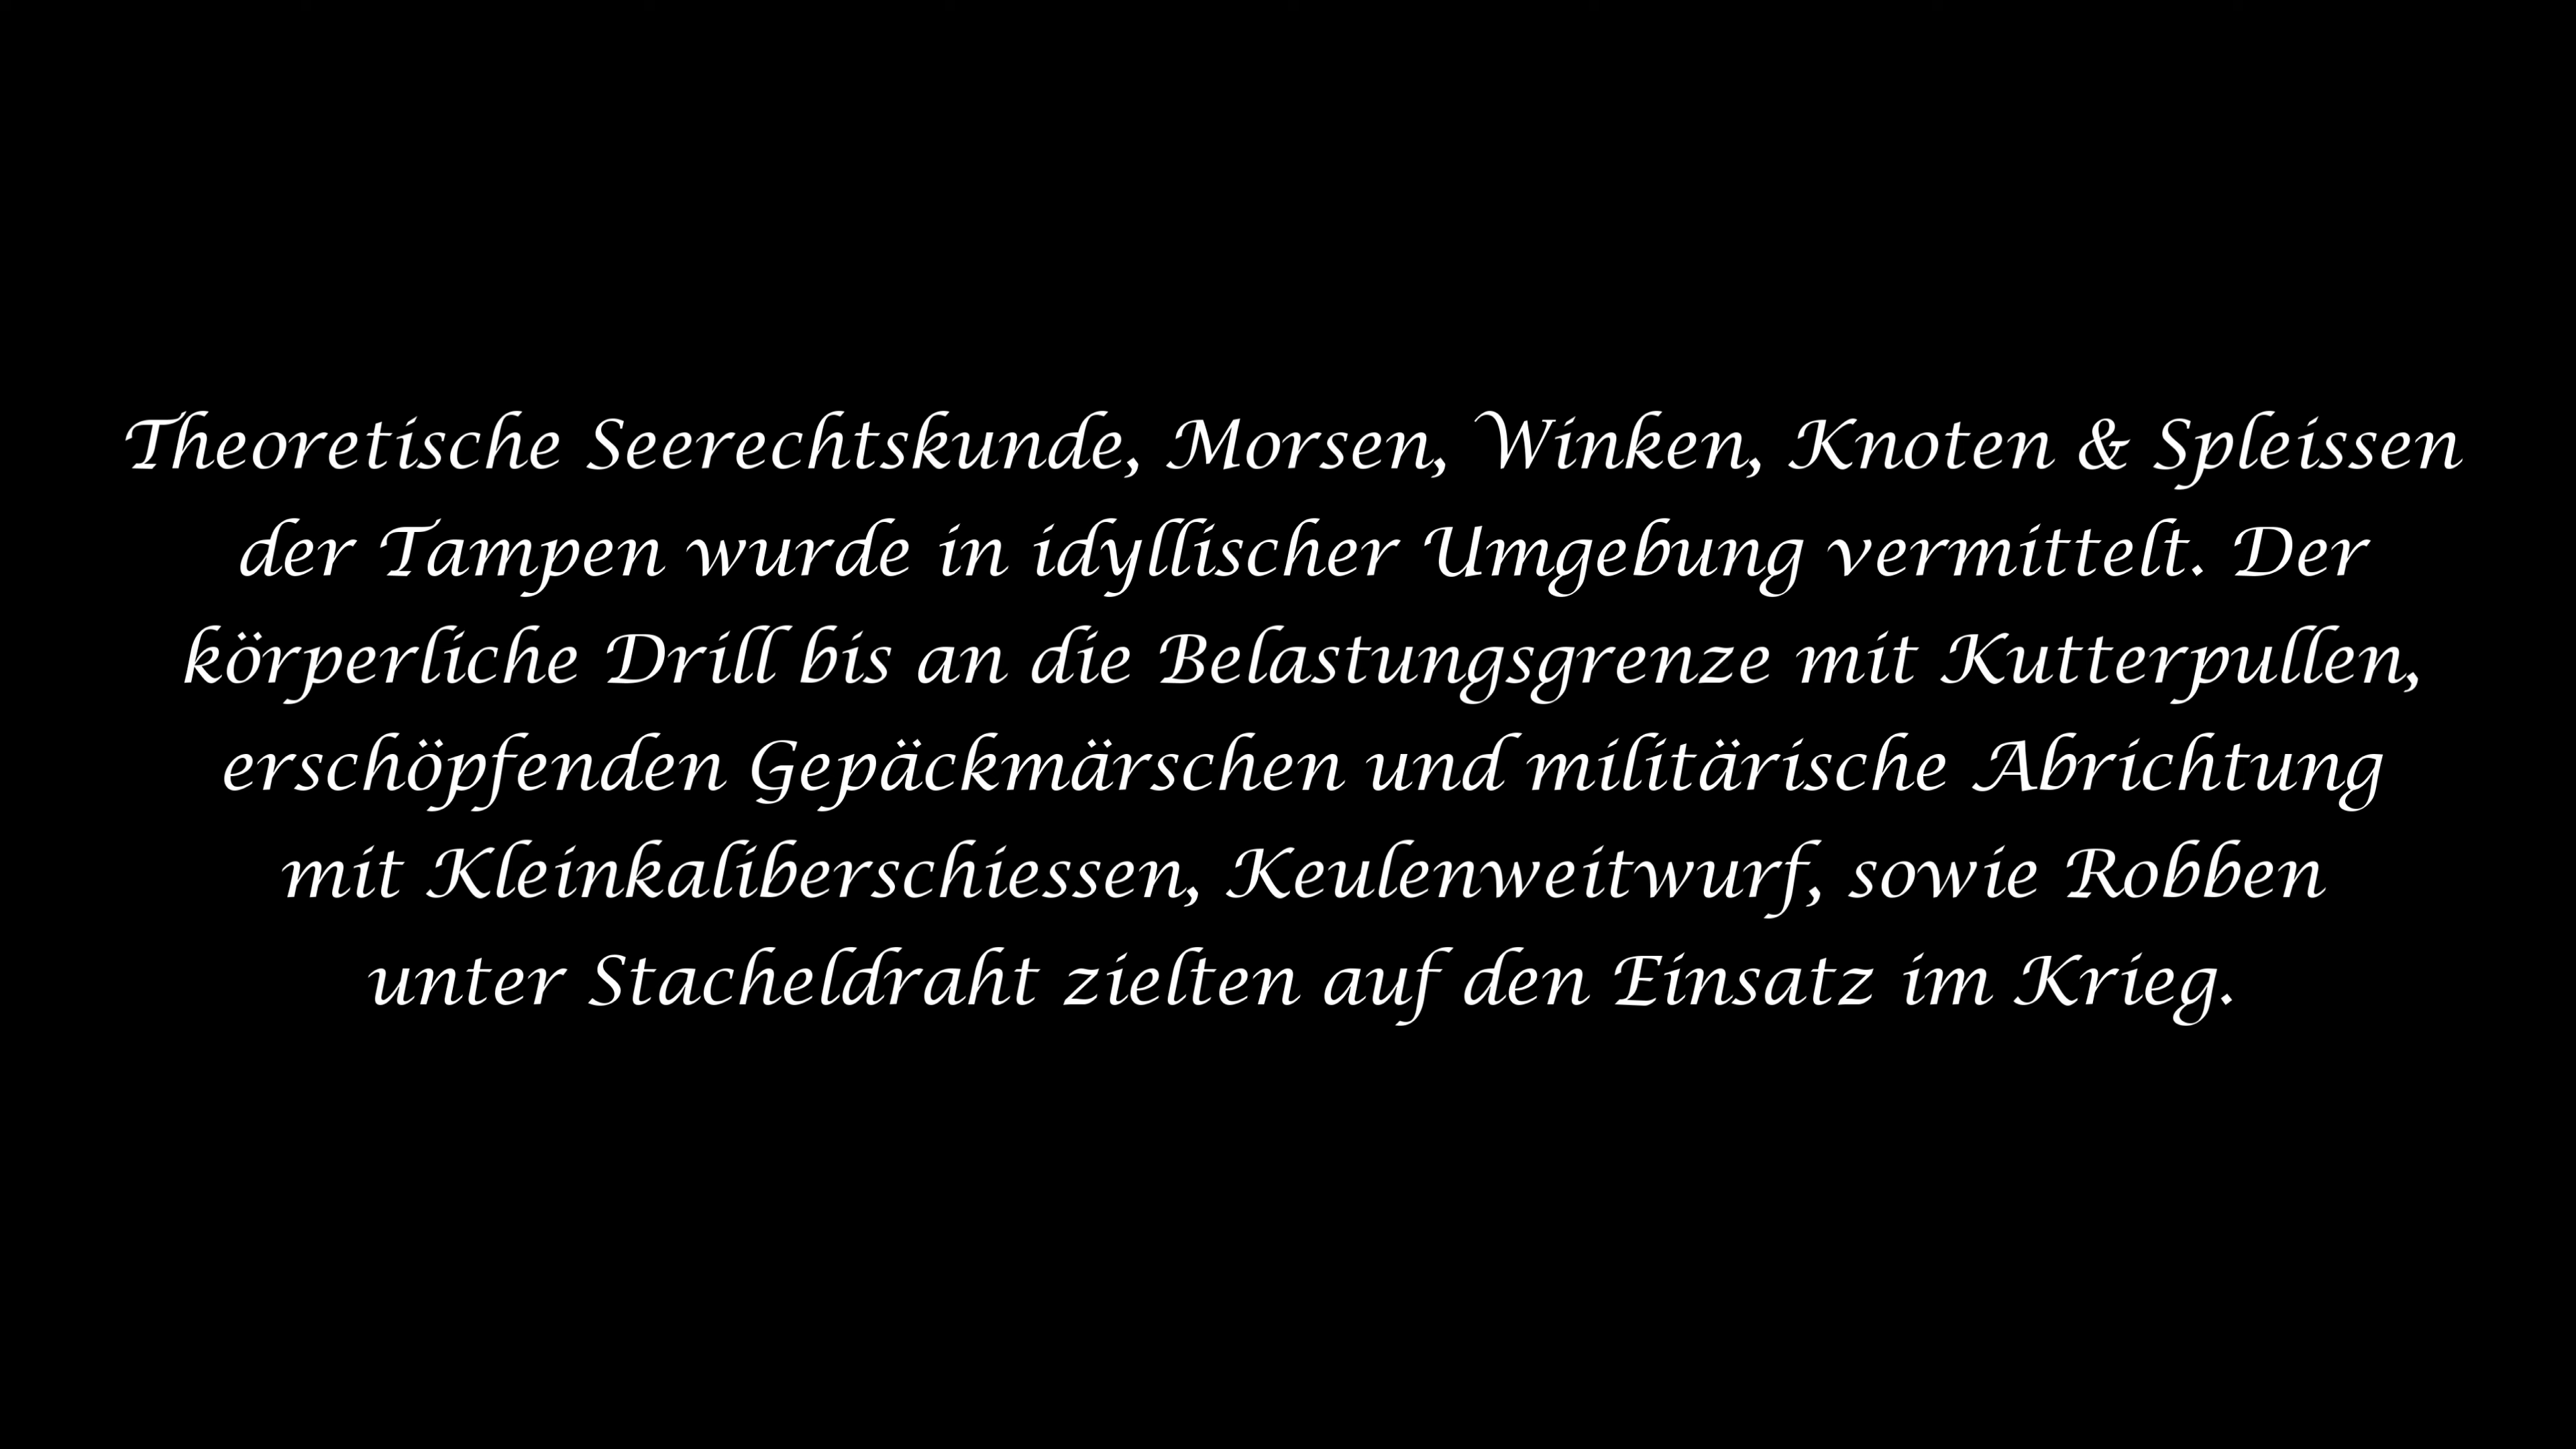 Theoretische Seerechtskunde, Morsen, Winken, Knoten & Spleissen
der Tampen wurde in idyllischer Umgebung vermittelt. Der
körperliche Drill bis an die Belastungsgrenze mit Kutterpullen,
erschöpfenden Gepäckmärschen und militärische Abrichtung
mit Kleinkaliberschiessen, Keulenweitwurf, sowie Robben
unter Stacheldraht zielten auf den Einsatz im Krieg.